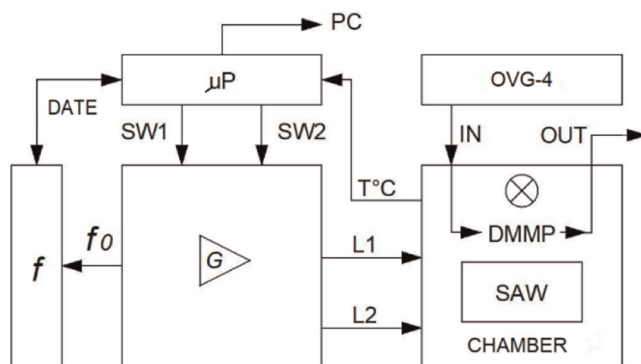 PC
µP
OVG-4
DATE
SW1
SW2
IN
OUT
T°C
f0
f
G
L1
DMMP
SAW
L2
CHAMBER